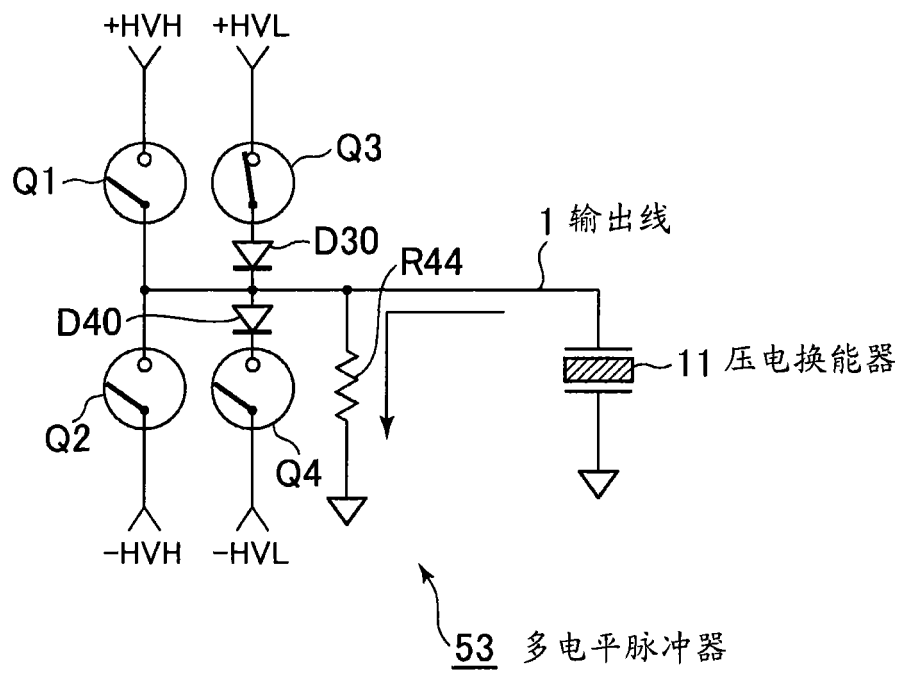 +HVH +HVL
Q1 Q3
1 输出线
D30 R44
D40
11 压电换能器
Q2 Q4
-HVH -HVL
53 多电平脉冲器